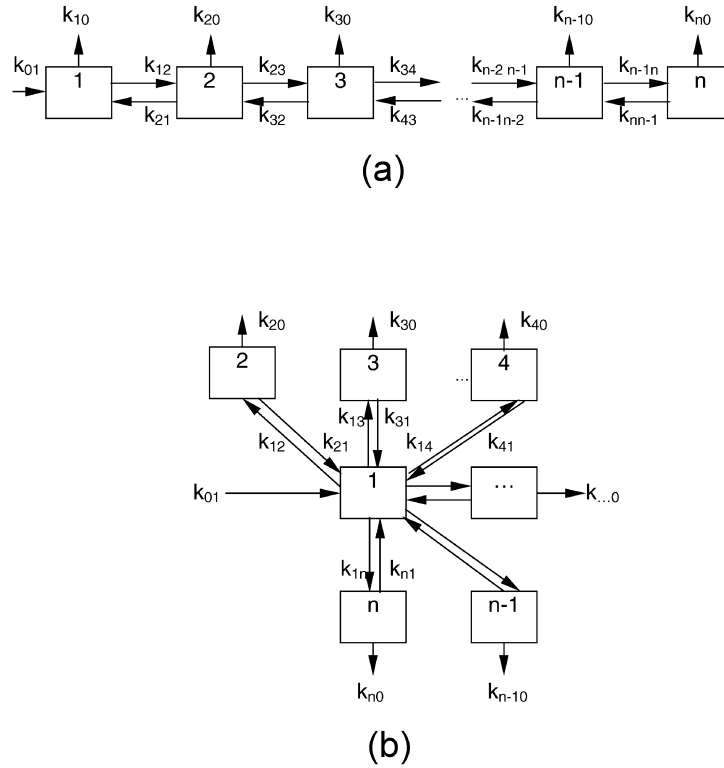 k10 k20 k30 kn-10 kn0
k01 1 k12 2 k23 3 k34 kn-2 n-1 n-1 kn-1n n
k21 k32 k43 ... kn-1n-2 knn-1
(a)
k20 k30 k40
2 3 ... 4
k12 k21 k13 k31 k14 k41
k01 1 ... k...0
k1n kn1
n n-1
kn0 kn-10
(b)